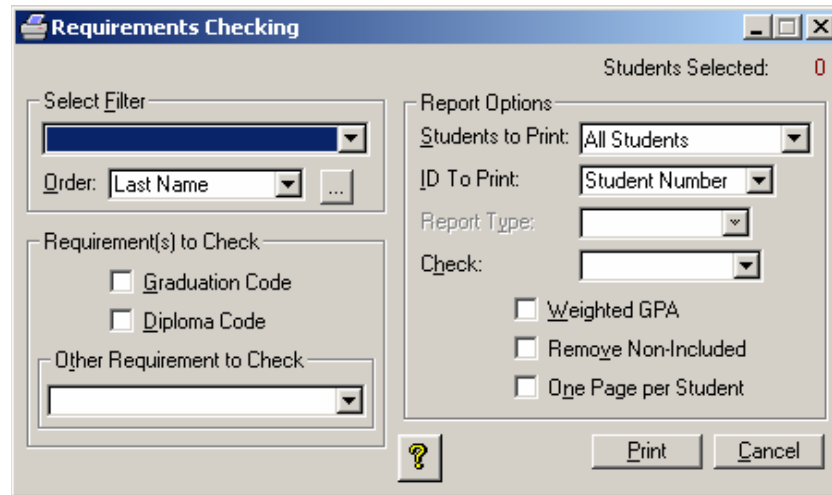 Requirements Checking
Students Selected: 0
Select Filter
Order: Last Name ...
Requirement(s) to Check
Graduation Code
Diploma Code
Other Requirement to Check
Report Options
Students to Print: All Students
ID To Print: Student Number
Report Type:
Check:
Weighted GPA
Remove Non-Included
One Page per Student
? Print Cancel